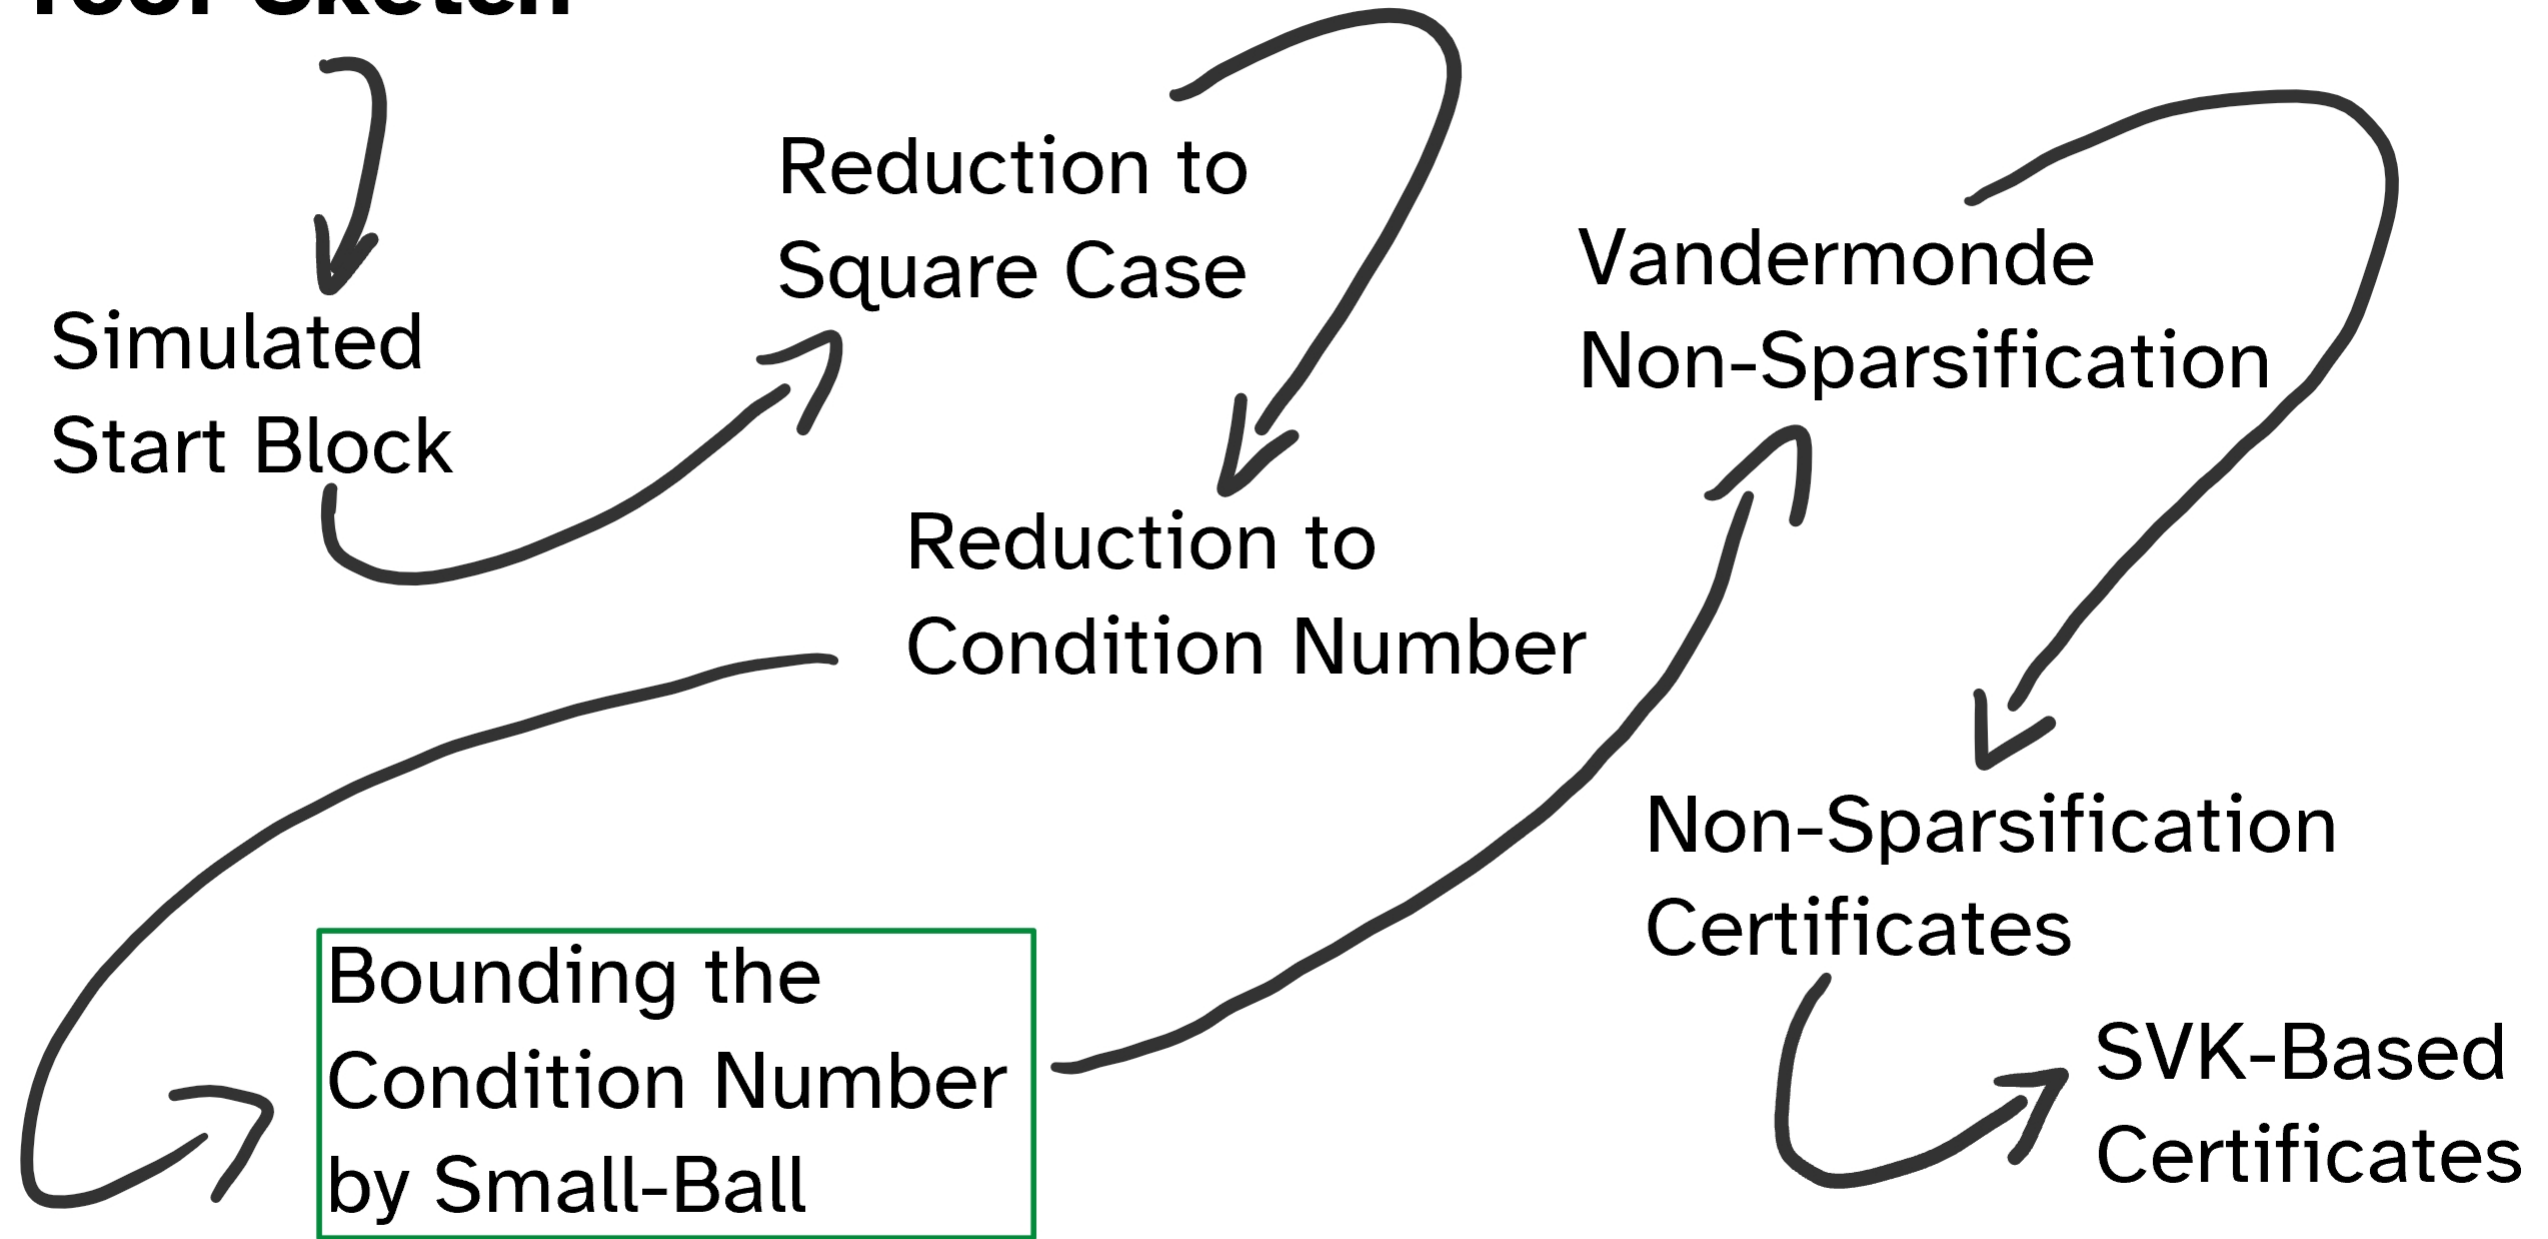 Sketch
Simulated
Start Block
Reduction to
Square Case
Reduction to
Condition Number
Bounding the
Condition Number
by Small-Ball
Vandermonde
Non-Sparsification
Non-Sparsification
Certificates
SVK-Based
Certificates